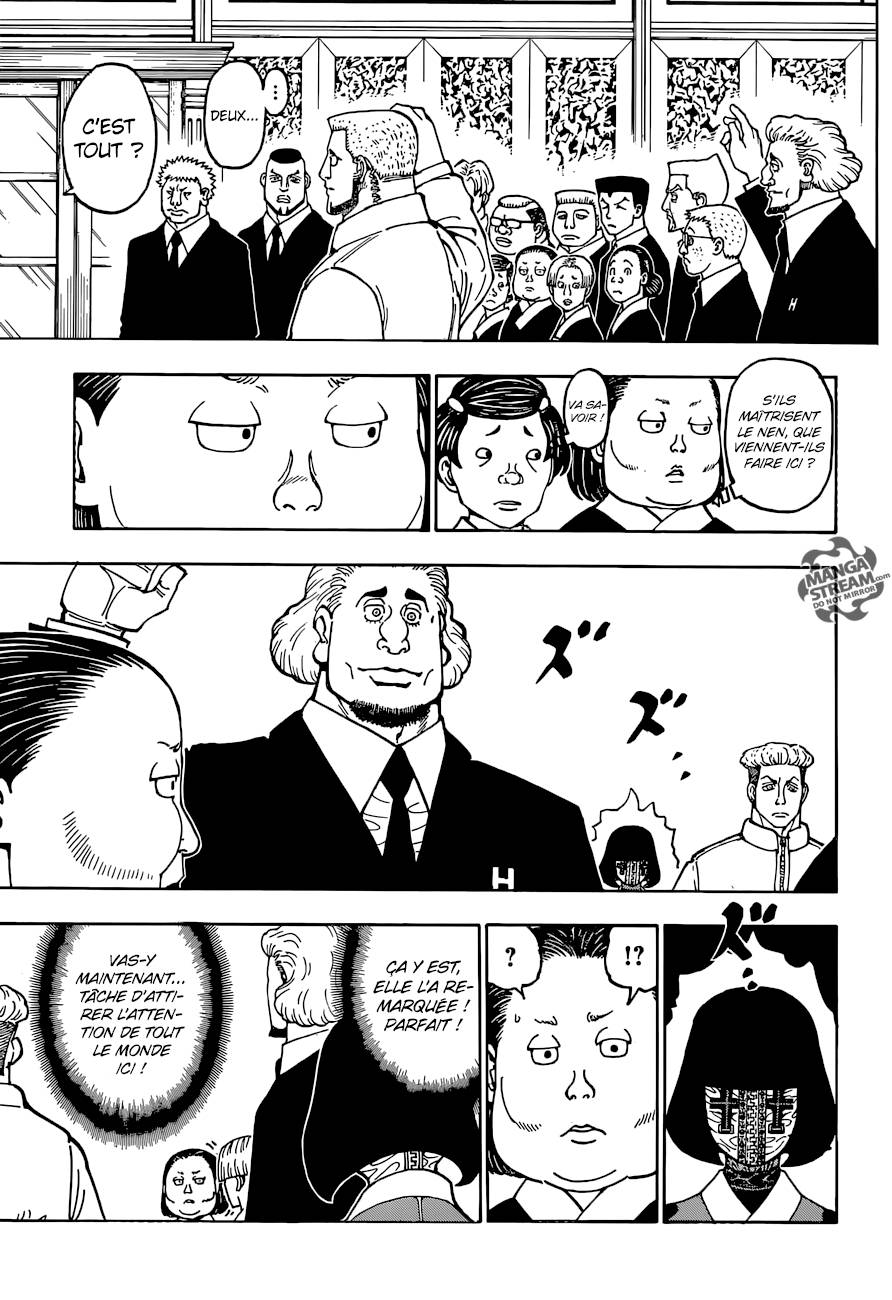 ...
DEUX...
C'EST
TOUT ?
H
S'ILS
MAÎTRISENT
LE NEN, QUE
VIENNENT-ILS
FAIRE ICI ?
VA SA-
VOIR !
MANGA
STREAM.com
DO NOT MIRROR
ズ
ズ
H
ズ
!?
?
ÇA Y EST,
ELLE L'A RE-
MARQUÉE !
PARFAIT !
VAS-Y
MAINTENANT...
TÂCHE D'ATTI-
RER L'ATTEN-
TION DE TOUT
LE MONDE
ICI !